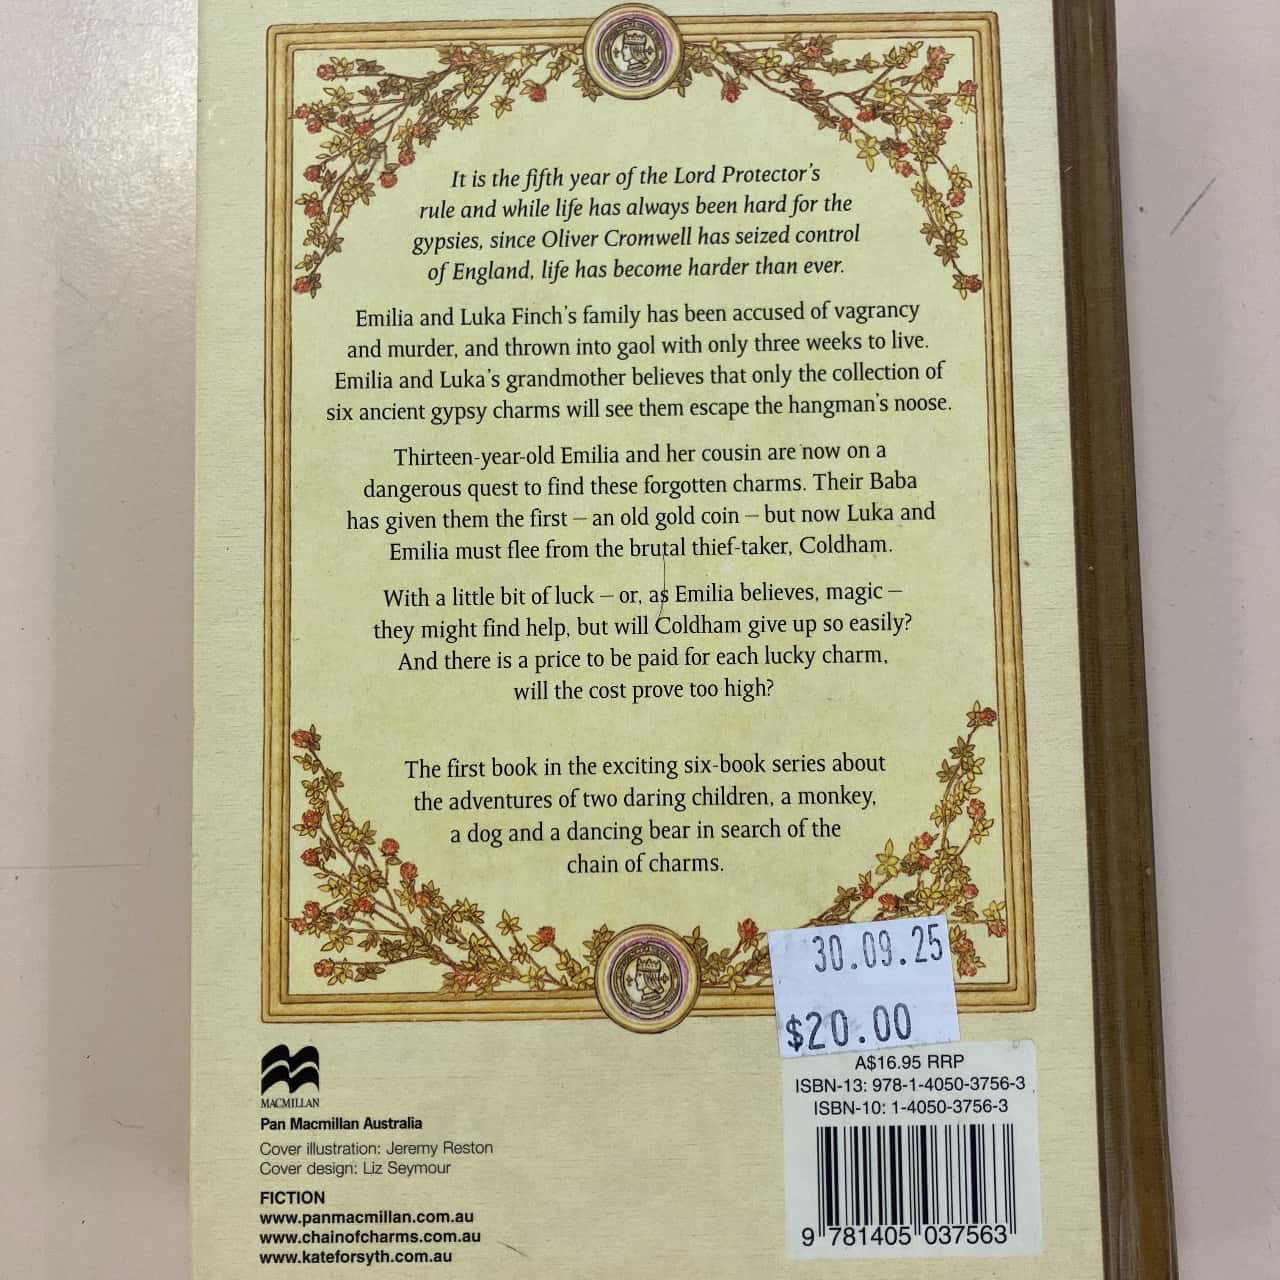 It is the fifth year of the Lord Protector's
rule and while life has always been hard for the
gypsies, since Oliver Cromwell has seized control
of England, life has become harder than ever.
Emilia and Luka Finch's family has been accused of vagrancy
and murder, and thrown into gaol with only three weeks to live.
Emilia and Luka's grandmother believes that only the collection of
six ancient gypsy charms will see them escape the hangman's noose.
Thirteen-year-old Emilia and her cousin are now on a
dangerous quest to find these forgotten charms. Their Baba
has given them the first – an old gold coin – but now Luka and
Emilia must flee from the brutal thief-taker, Coldham.
With a little bit of luck – or, as Emilia believes, magic –
they might find help, but will Coldham give up so easily?
And there is a price to be paid for each lucky charm,
will the cost prove too high?
The first book in the exciting six-book series about
the adventures of two daring children, a monkey,
a dog and a dancing bear in search of the
chain of charms.
30.09.25
$20.00
A$16.95 RRP
ISBN-13: 978-1-4050-3756-3
ISBN-10: 1-4050-3756-3
9 781405 037563
MACMILLAN
Pan Macmillan Australia
Cover illustration: Jeremy Reston
Cover design: Liz Seymour
FICTION
www.panmacmillan.com.au
www.chainofcharms.com.au
www.kateforsyth.com.au